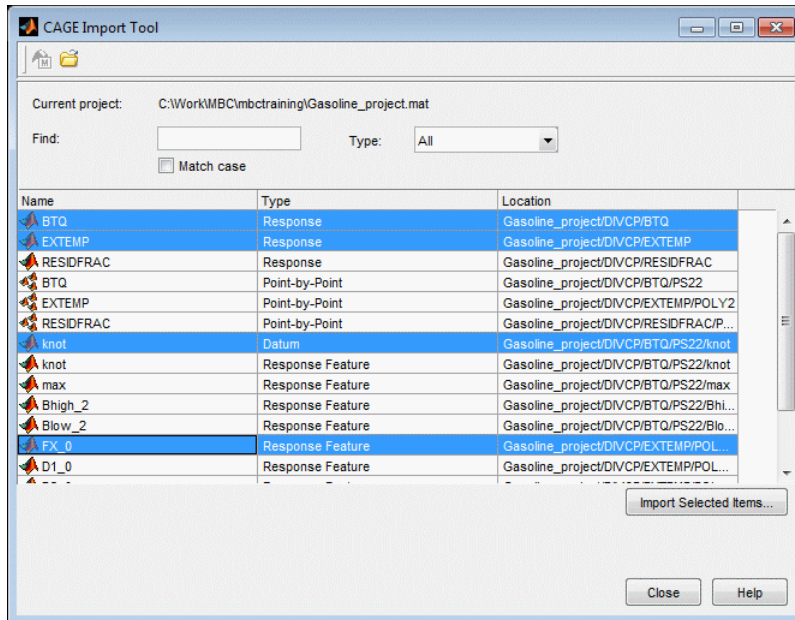 CAGE Import Tool
Current project: C:\Work\MBC\mbctraining\Gasoline_project.mat
Find: Type: All
Match case
Name Type Location
BTQ Response Gasoline_project/DIVCP/BTQ
EXTEMP Response Gasoline_project/DIVCP/EXTEMP
RESIDFRAC Response Gasoline_project/DIVCP/RESIDFRAC
BTQ Point-by-Point Gasoline_project/DIVCP/BTQ/PS22
EXTEMP Point-by-Point Gasoline_project/DIVCP/EXTEMP/POLY2
RESIDFRAC Point-by-Point Gasoline_project/DIVCP/RESIDFRAC/P...
knot Datum Gasoline_project/DIVCP/BTQ/PS22/knot
knot Response Feature Gasoline_project/DIVCP/BTQ/PS22/knot
max Response Feature Gasoline_project/DIVCP/BTQ/PS22/max
Bhigh_2 Response Feature Gasoline_project/DIVCP/BTQ/PS22/Bhi...
Blow_2 Response Feature Gasoline_project/DIVCP/BTQ/PS22/Blo...
FX_0 Response Feature Gasoline_project/DIVCP/EXTEMP/POL...
D1_0 Response Feature Gasoline_project/DIVCP/EXTEMP/POL...
Import Selected Items...
Close Help